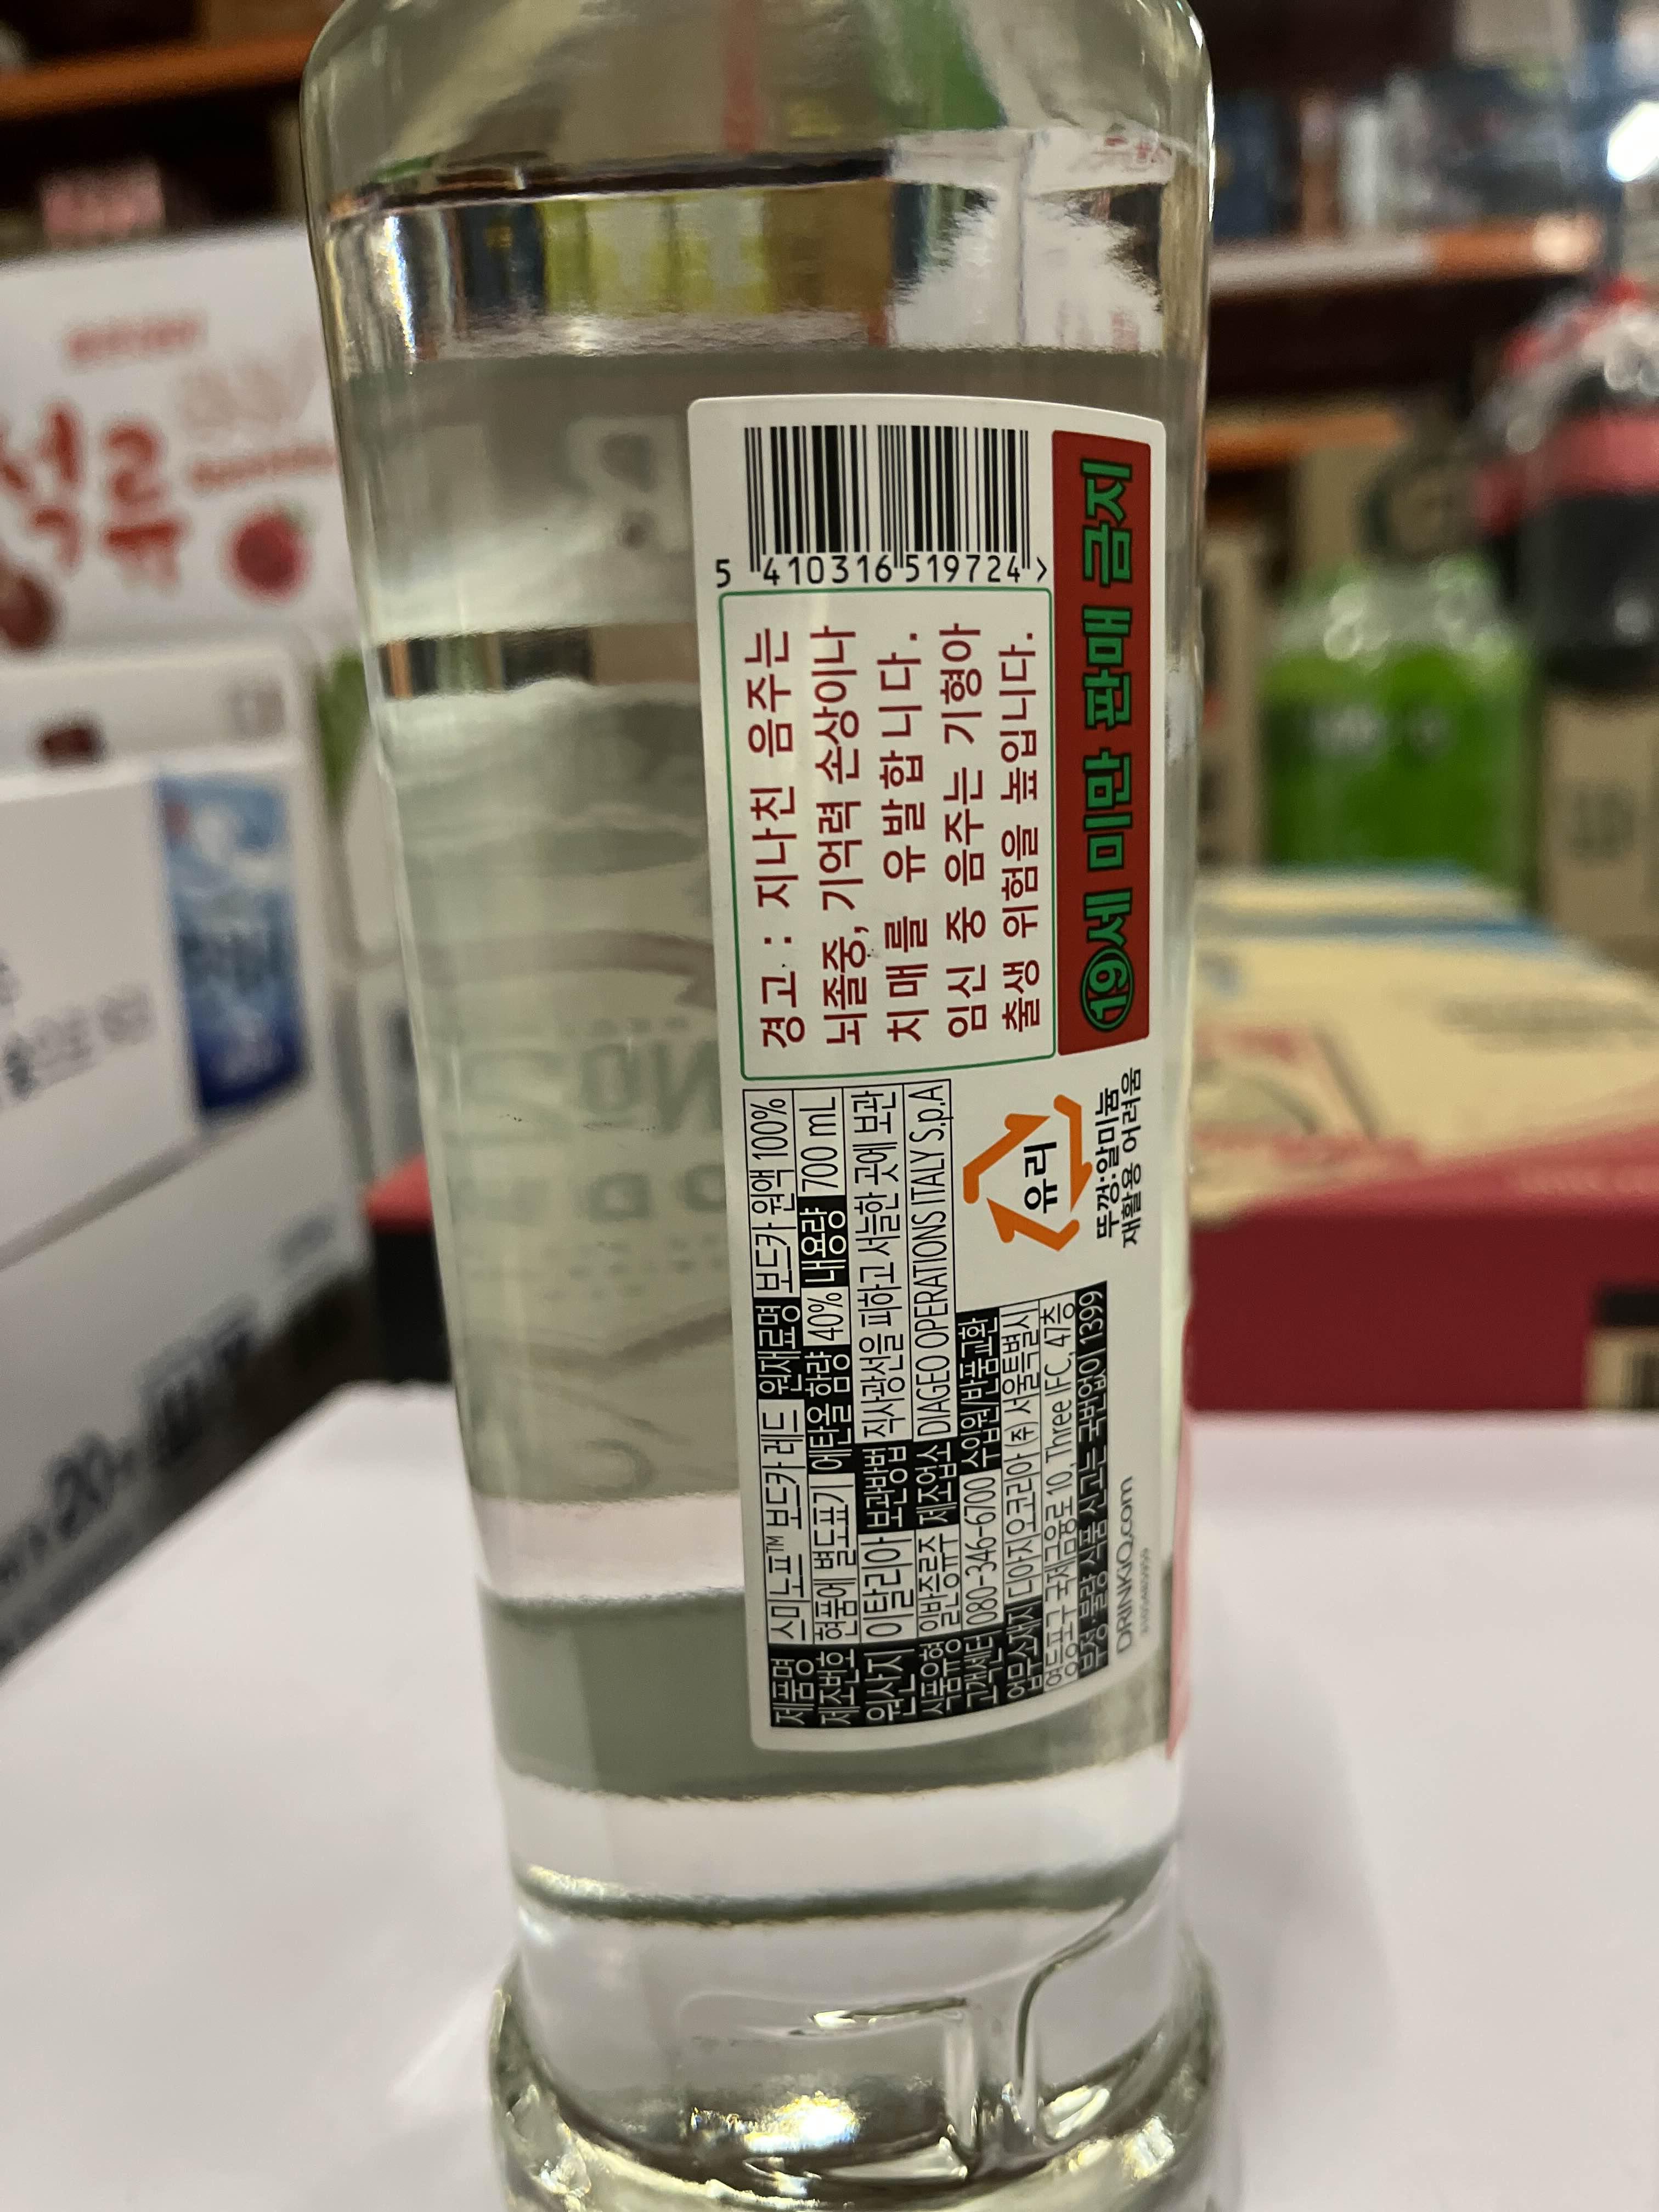 제품명 스미노프™ 보드카 레드 원재료명 보드카 원액 100%
제조번호 현품에 별도표기 에탄올 함량 40% 내용량 700 mL
원산지 이탈리아 보관방법 직사광선을 피하고 서늘한 곳에 보관
식품유형 일반증류주 제조업소 DIAGEO OPERATIONS ITALY S.p.A
고객센터 080-346-6700 수입원/반품교환
업무소재지 디아지오코리아 (주) 서울특별시
영등포구 국제금융로 10, Three IFC, 47층
부정·불량 식품 신고는 국번없이 1399
DRINKiQ.com
유리
뚜껑:알미늄
재활용 어려움
경고 : 지나친 음주는
뇌졸중, 기억력 손상이나
치매를 유발합니다.
임신 중 음주는 기형아
출생 위험을 높입니다.
19세 미만 판매 금지
5 410316 519724 >
석류
20